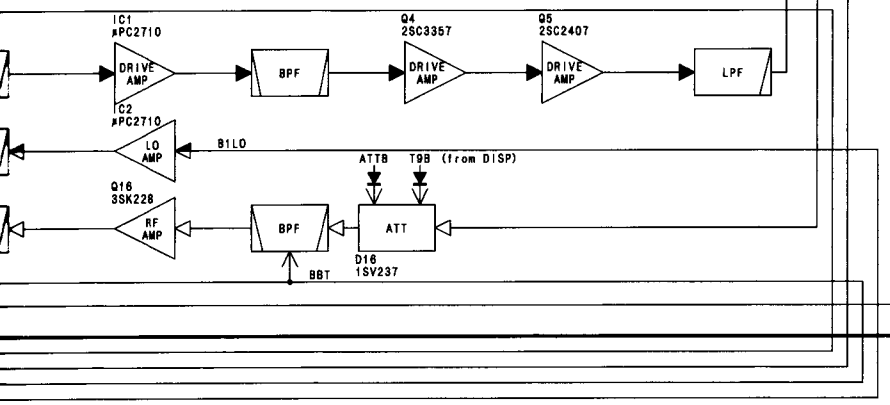 IC1
µPC2710
DRIVE
AMP
BPF
Q4
2SC3357
DRIVE
AMP
Q5
2SC2407
DRIVE
AMP
LPF
IC2
µPC2710
LO
AMP
B1LO
ATTB
T9B (from DISP)
Q16
3SK228
RF
AMP
BPF
ATT
D16
1SV237
BBT